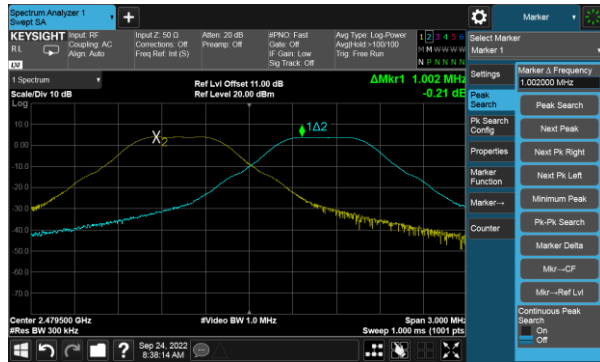 Spectrum Analyzer 1
Swept SA
KEYSIGHT Input: RF Input Z: 50 Ω Atten: 20 dB #PNO: Fast Avg Type: Log-Power 1 2 3 4 5 6
R L Coupling: AC Corrections: Off Preamp: Off Gate: Off Avg|Hold:>100/100 M M W W W W
Align: Auto Freq Ref: Int (S) IF Gain: Low Trig: Free Run N P N N N N
Sig Track: Off
LXI
1 Spectrum
Scale/Div 10 dB
Ref Lvl Offset 11.00 dB
Ref Level 20.00 dBm
ΔMkr1 1.002 MHz
-0.21 dB
Log
10.0
0.00
-10.0
-20.0
-30.0
-40.0
-50.0
-60.0
-70.0
X2
1Δ2
Center 2.479500 GHz #Video BW 1.0 MHz Span 3.000 MHz
#Res BW 300 kHz Sweep 1.000 ms (1001 pts
Sep 24, 2022
8:38:14 AM
Marker
Select Marker
Marker 1
Settings
Peak
Search
Pk Search
Config
Properties
Marker
Function
Marker→
Counter
Marker Δ Frequency
1.002000 MHz
Peak Search
Next Peak
Next Pk Right
Next Pk Left
Minimum Peak
Pk-Pk Search
Marker Delta
Mkr→CF
Mkr→Ref Lvl
Continuous Peak
Search
On
Off